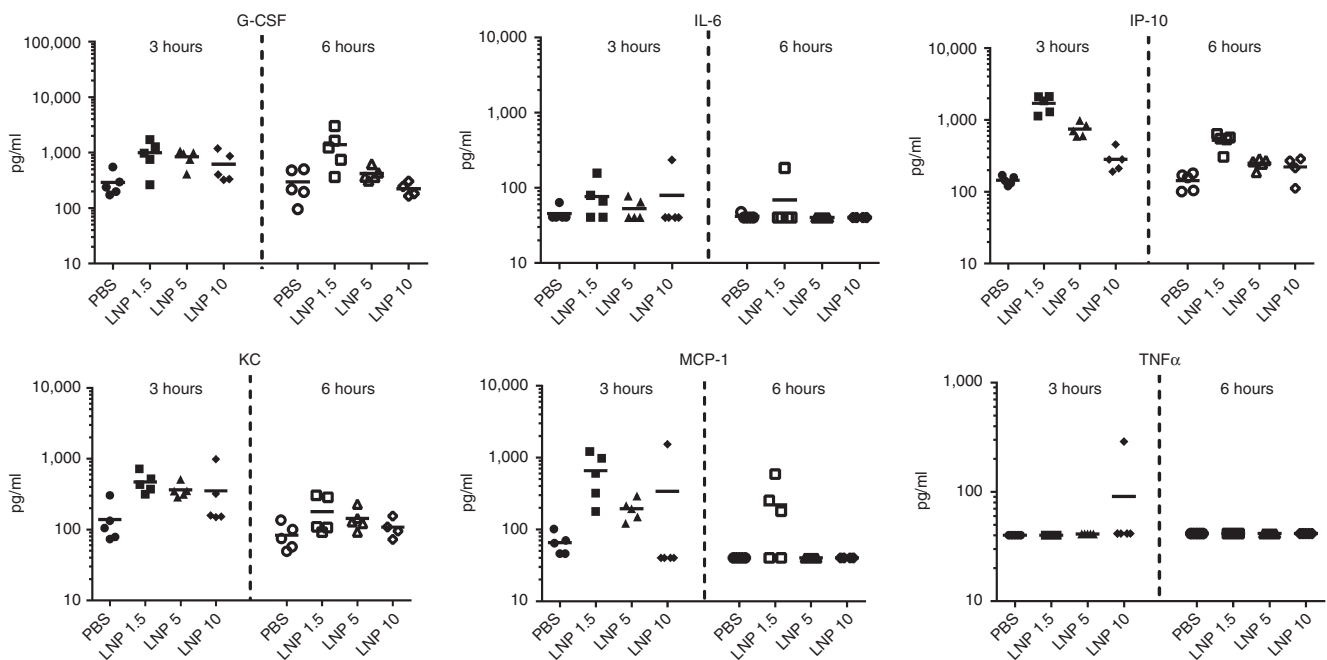 G-CSF
100,000
10,000
1,000
100
10
pg/ml
3 hours
6 hours
PBS
LNP 1.5
LNP 5
LNP 10
PBS
LNP 1.5
LNP 5
LNP 10
IL-6
10,000
1,000
100
10
pg/ml
3 hours
6 hours
PBS
LNP 1.5
LNP 5
LNP 10
PBS
LNP 1.5
LNP 5
LNP 10
IP-10
10,000
1,000
100
10
pg/ml
3 hours
6 hours
PBS
LNP 1.5
LNP 5
LNP 10
PBS
LNP 1.5
LNP 5
LNP 10
KC
10,000
1,000
100
10
pg/ml
3 hours
6 hours
PBS
LNP 1.5
LNP 5
LNP 10
PBS
LNP 1.5
LNP 5
LNP 10
MCP-1
10,000
1,000
100
10
pg/ml
3 hours
6 hours
PBS
LNP 1.5
LNP 5
LNP 10
PBS
LNP 1.5
LNP 5
LNP 10
TNFα
1,000
100
10
pg/ml
3 hours
6 hours
PBS
LNP 1.5
LNP 5
LNP 10
PBS
LNP 1.5
LNP 5
LNP 10